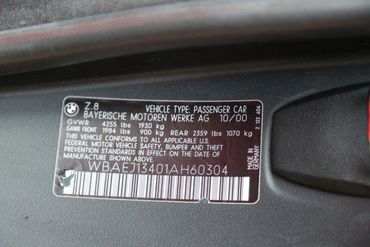 BMW
Z.8
VEHICLE TYPE: PASSENGER CAR
BAYERISCHE MOTOREN WERKE AG 10/00
GVWR 4255 lbs 1930 kg
GAWR FRONT 1984 lbs 900 kg REAR 2359 lbs 1070 kg
THIS VEHICLE CONFORMS TO ALL APPLICABLE U.S.
FEDERAL MOTOR VEHICLE SAFETY, BUMPER, AND
THEFT PREVENTION STANDARDS IN EFFECT ON
THE DATE OF MANUFACTURE SHOWN ABOVE
WBAEJ13401AH60304
MADE IN GERMANY